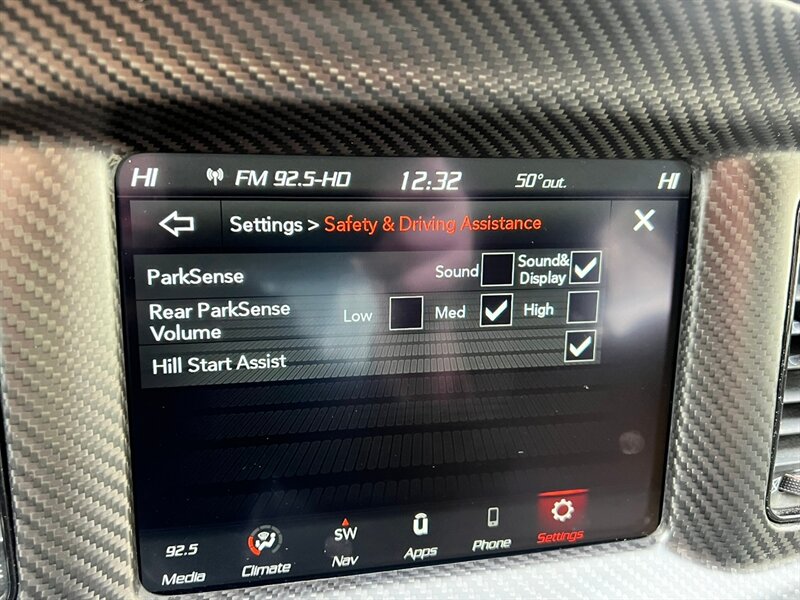 HI FM 92.5-HD 12:32 50°out. HI
Settings > Safety & Driving Assistance X
ParkSense Sound Sound&
Display
Rear ParkSense Low Med High
Volume
Hill Start Assist
92.5 SW
Media Climate Nav Apps Phone Settings